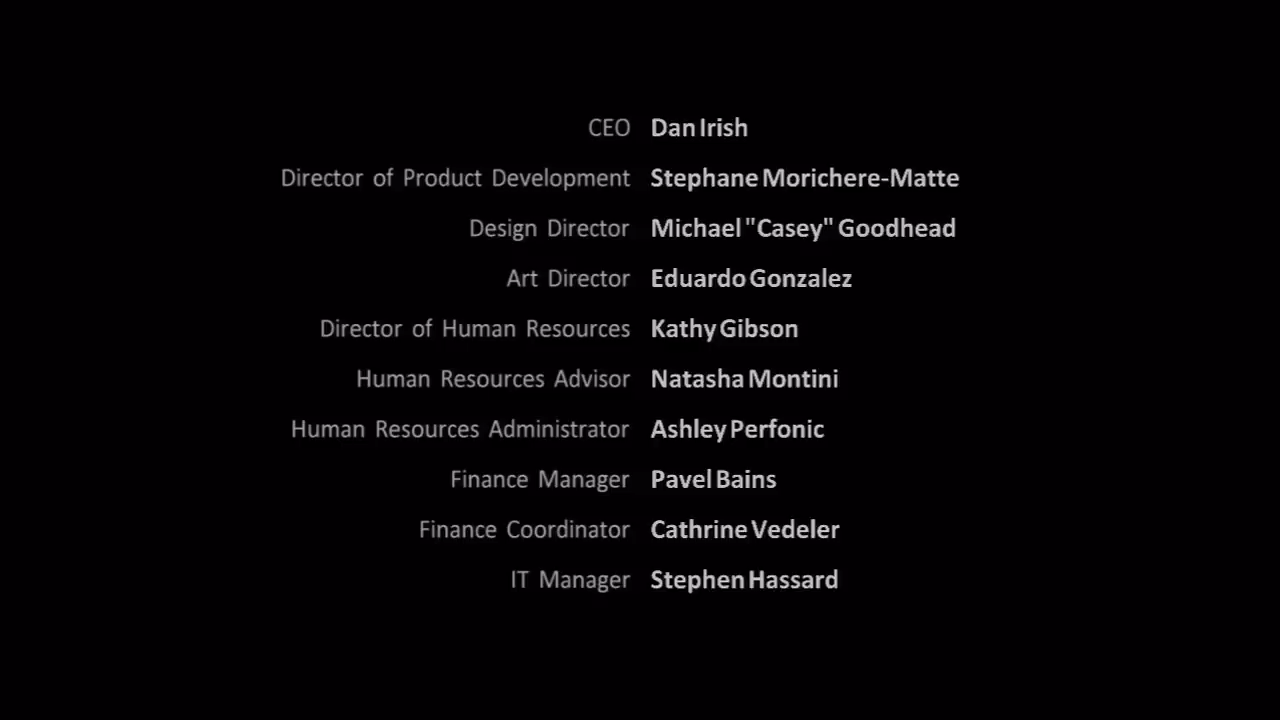 CEO Dan Irish
Director of Product Development Stephane Morichere-Matte
Design Director Michael "Casey" Goodhead
Art Director Eduardo Gonzalez
Director of Human Resources Kathy Gibson
Human Resources Advisor Natasha Montini
Human Resources Administrator Ashley Perfonic
Finance Manager Pavel Bains
Finance Coordinator Cathrine Vedeler
IT Manager Stephen Hassard